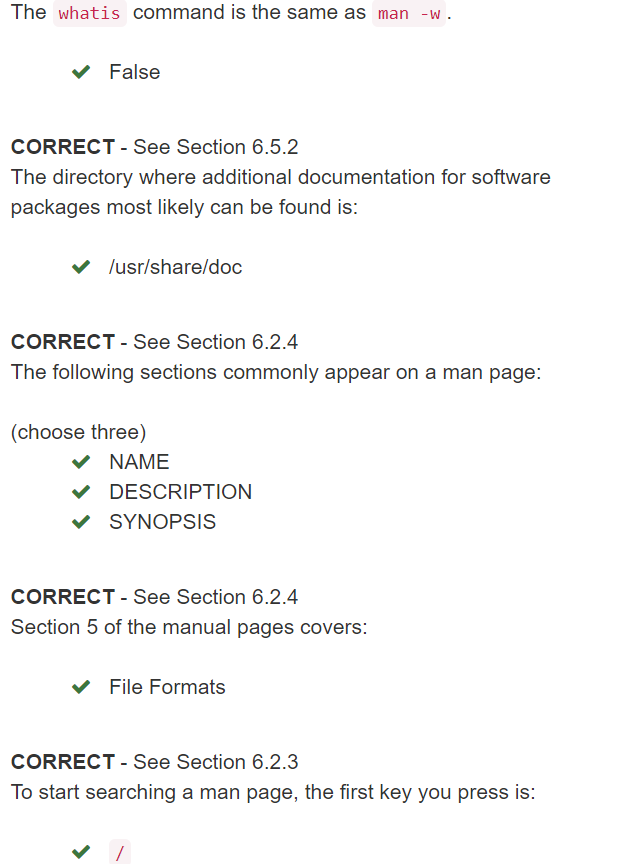 The whatis command is the same as man -w.
False
CORRECT - See Section 6.5.2
The directory where additional documentation for software
packages most likely can be found is:
/usr/share/doc
CORRECT - See Section 6.2.4
The following sections commonly appear on a man page:
(choose three)
NAME
DESCRIPTION
SYNOPSIS
CORRECT - See Section 6.2.4
Section 5 of the manual pages covers:
File Formats
CORRECT - See Section 6.2.3
To start searching a man page, the first key you press is:
/